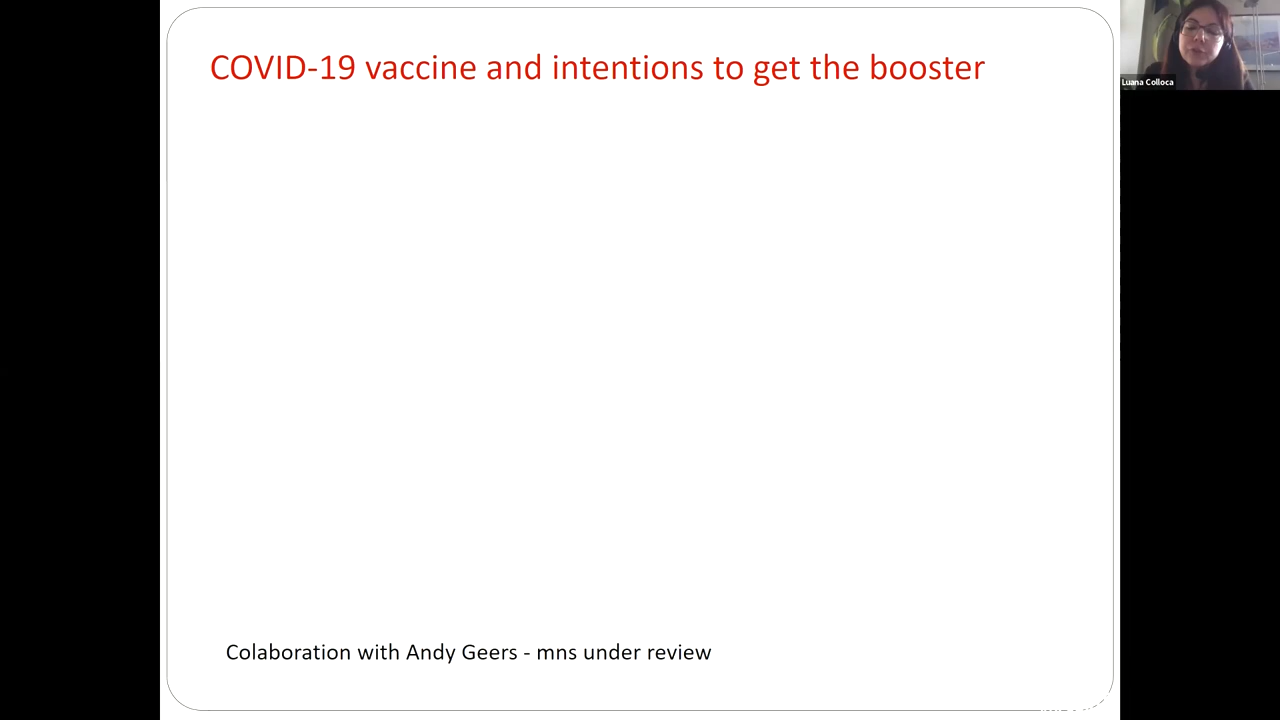 COVID-19 vaccine and intentions to get the booster
Luana Colloca
Colaboration with Andy Geers - mns under review